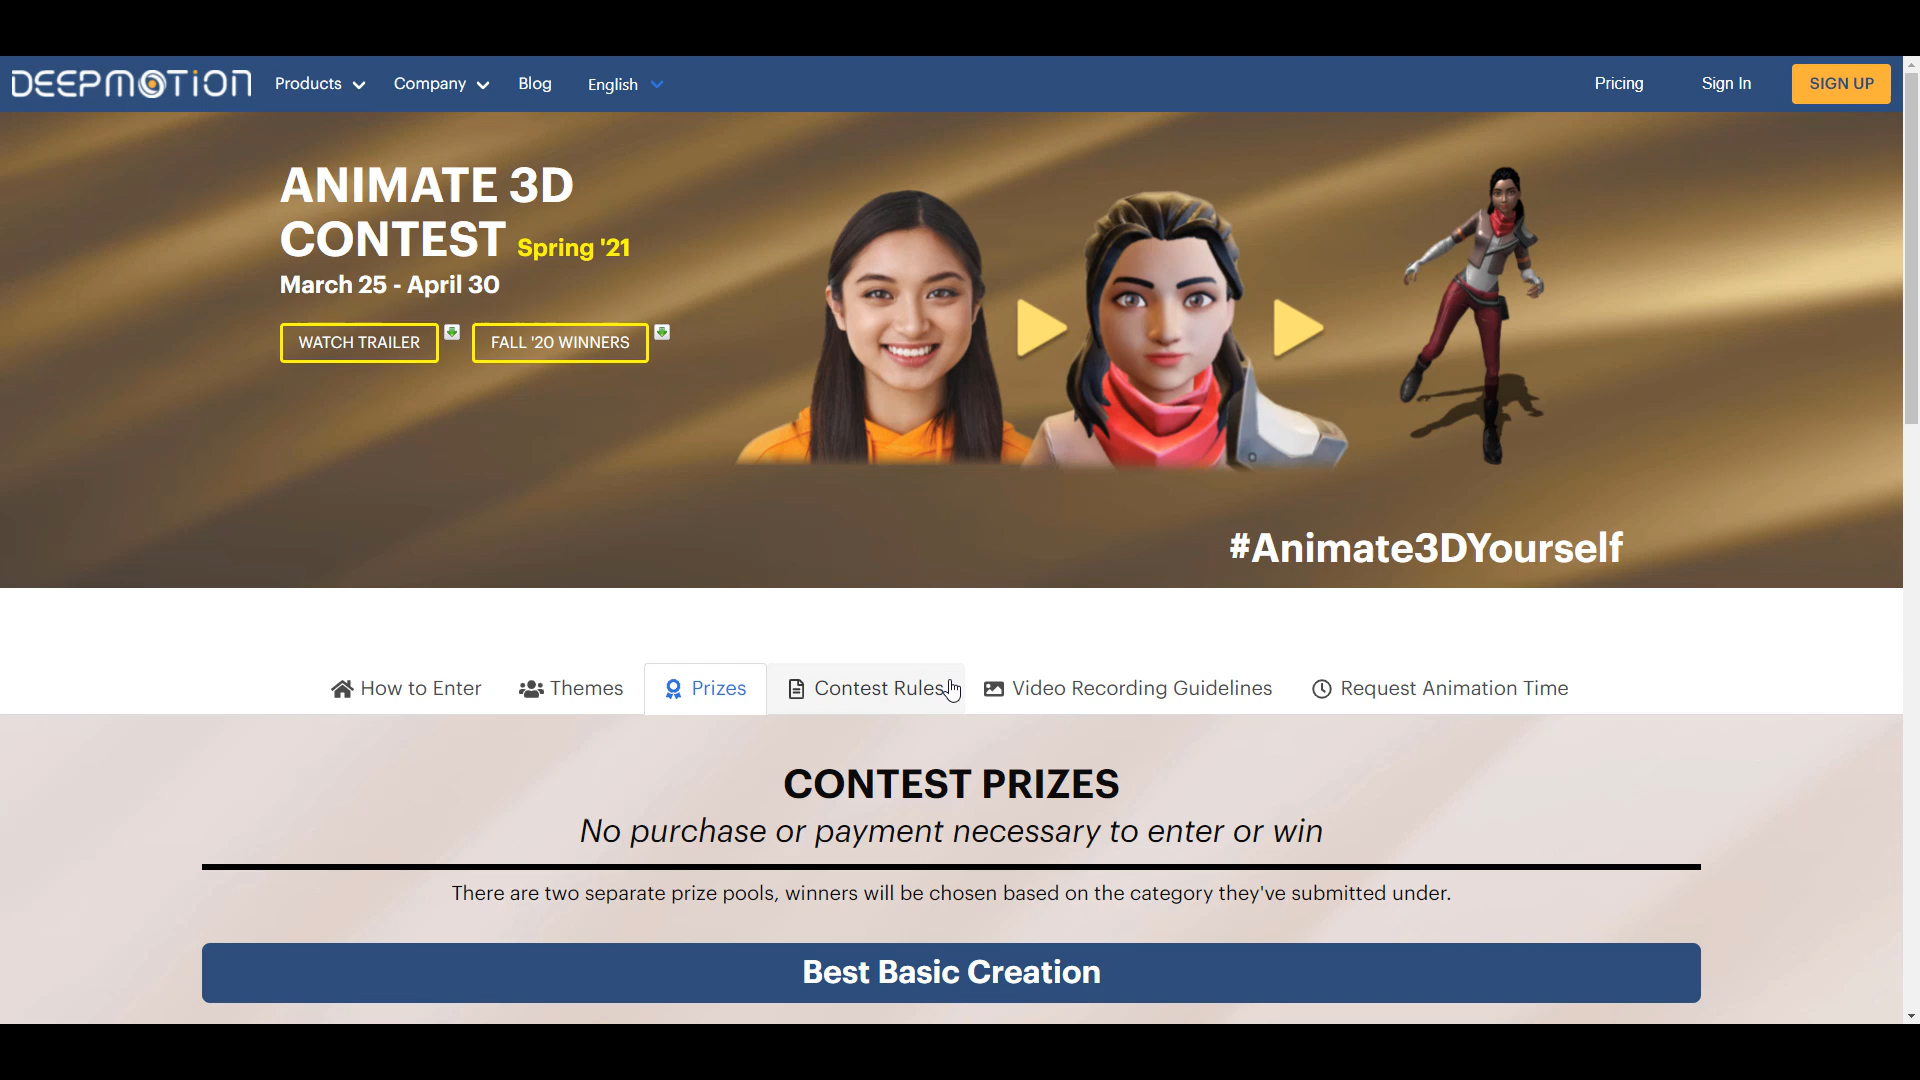 DEEPMOTION Products Company Blog English Pricing Sign In SIGN UP
ANIMATE 3D
CONTEST Spring '21
March 25 - April 30
WATCH TRAILER FALL '20 WINNERS
#Animate3DYourself
How to Enter Themes Prizes Contest Rules Video Recording Guidelines Request Animation Time
CONTEST PRIZES
No purchase or payment necessary to enter or win
There are two separate prize pools, winners will be chosen based on the category they've submitted under.
Best Basic Creation